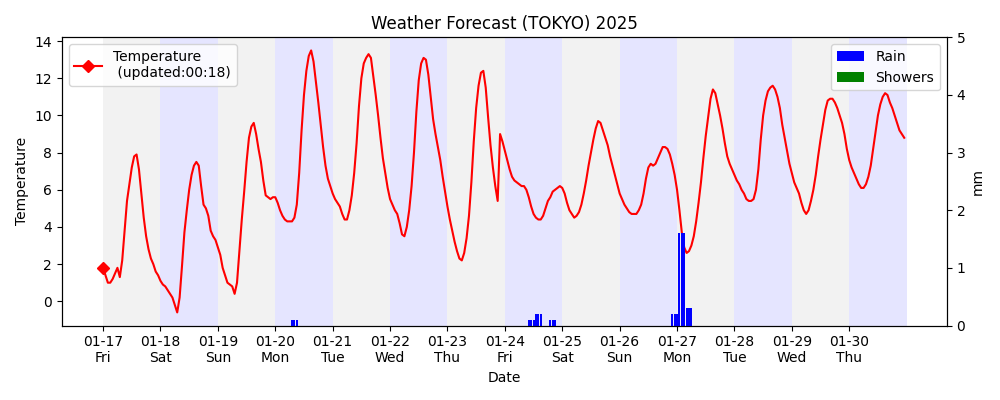 Weather Forecast (TOKYO) 2025
Temperature
(updated:00:18)
Rain
Showers
14
12
10
8
6
4
2
0
Temperature
5
4
3
2
1
0
mm
01-17 01-18 01-19 01-20 01-21 01-22 01-23 01-24 01-25 01-26 01-27 01-28 01-29 01-30
Fri Sat Sun Mon Tue Wed Thu Fri Sat Sun Mon Tue Wed Thu
Date